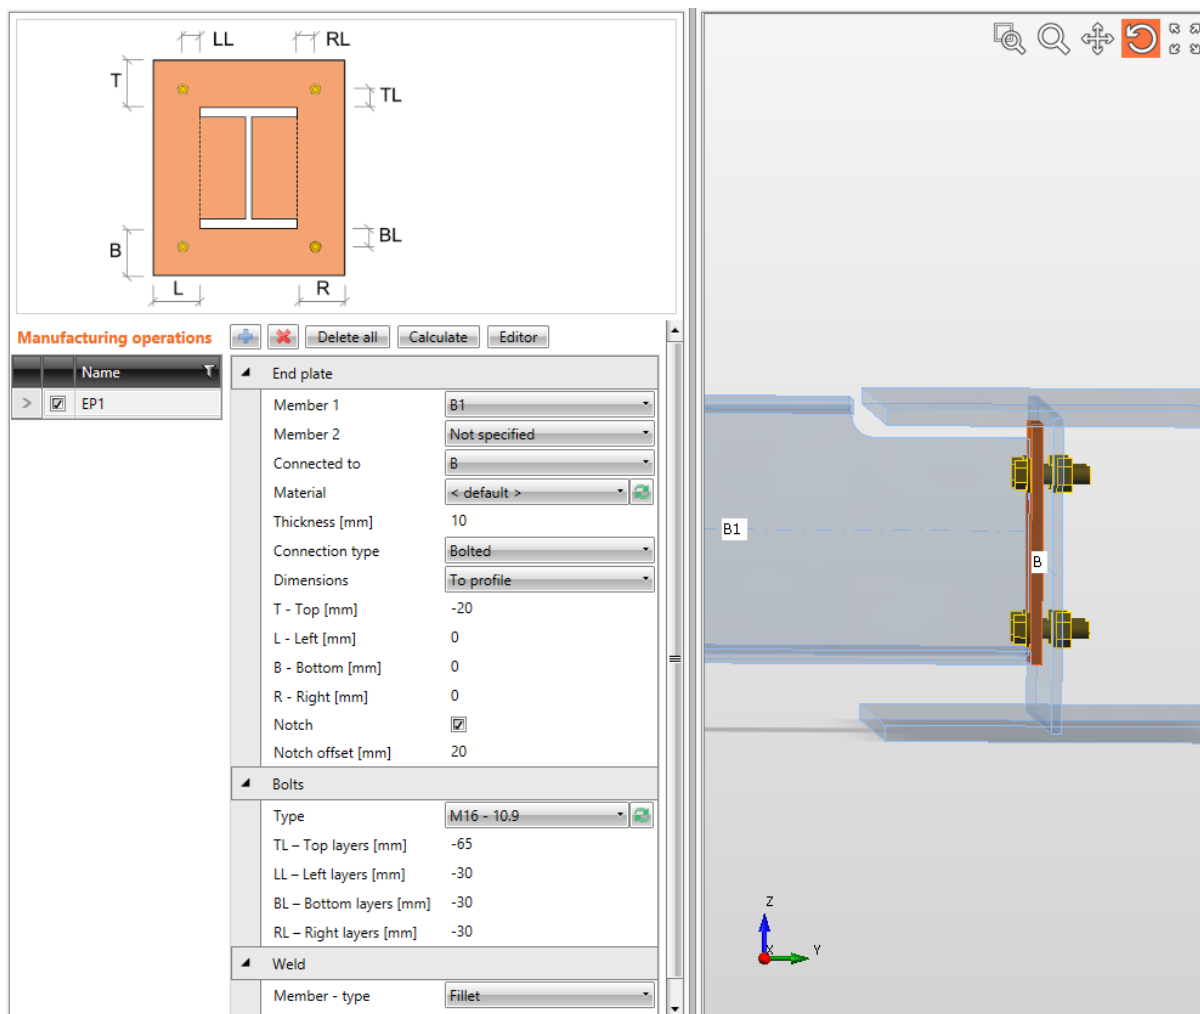 LL RL
T
TL
B
BL
L R
Manufacturing operations Delete all Calculate Editor
Name
EP1
End plate
Member 1 B1
Member 2 Not specified
Connected to B
Material < default >
Thickness [mm] 10
Connection type Bolted
Dimensions To profile
T - Top [mm] -20
L - Left [mm] 0
B - Bottom [mm] 0
R - Right [mm] 0
Notch
Notch offset [mm] 20
Bolts
Type M16 - 10.9
TL – Top layers [mm] -65
LL – Left layers [mm] -30
BL – Bottom layers [mm] -30
RL – Right layers [mm] -30
Weld
Member - type Fillet
B1
B
Z
X
Y